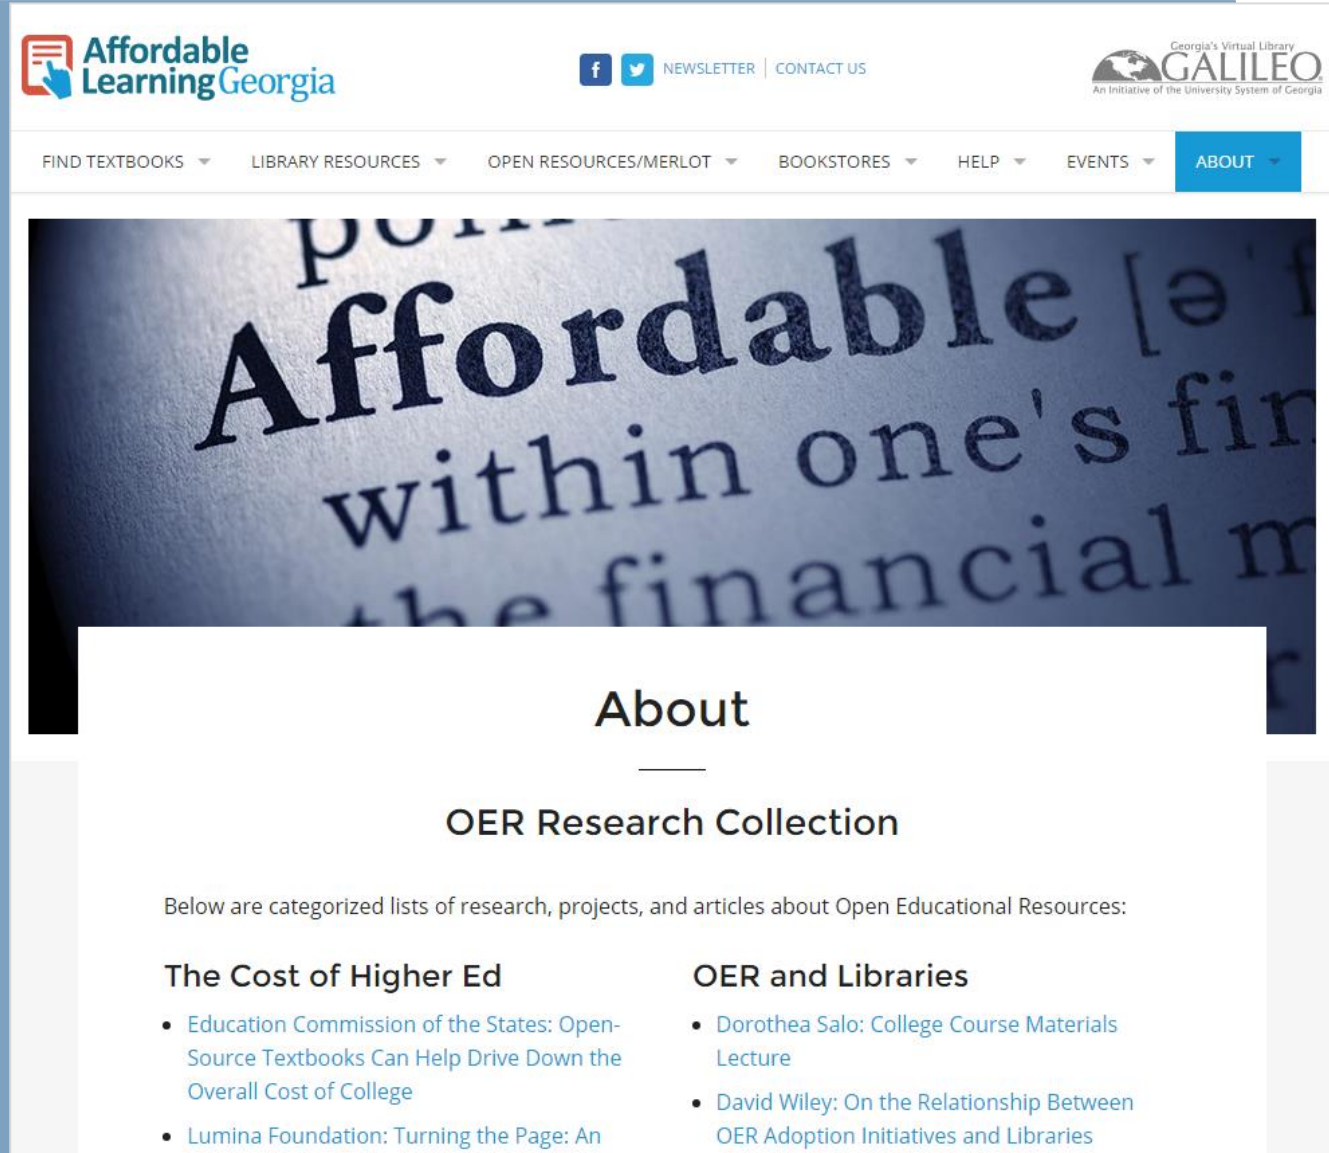 Affordable
LearningGeorgia
f
NEWSLETTER | CONTACT US
Georgia's Virtual Library
GALILEO
An Initiative of the University System of Georgia
FIND TEXTBOOKS
LIBRARY RESOURCES
OPEN RESOURCES/MERLOT
BOOKSTORES
HELP
EVENTS
ABOUT
Affordable [ə'f
within one's fin
the financial m
About
OER Research Collection
Below are categorized lists of research, projects, and articles about Open Educational Resources:
The Cost of Higher Ed
• Education Commission of the States: Open-
Source Textbooks Can Help Drive Down the
Overall Cost of College
• Lumina Foundation: Turning the Page: An
OER and Libraries
• Dorothea Salo: College Course Materials
Lecture
• David Wiley: On the Relationship Between
OER Adoption Initiatives and Libraries